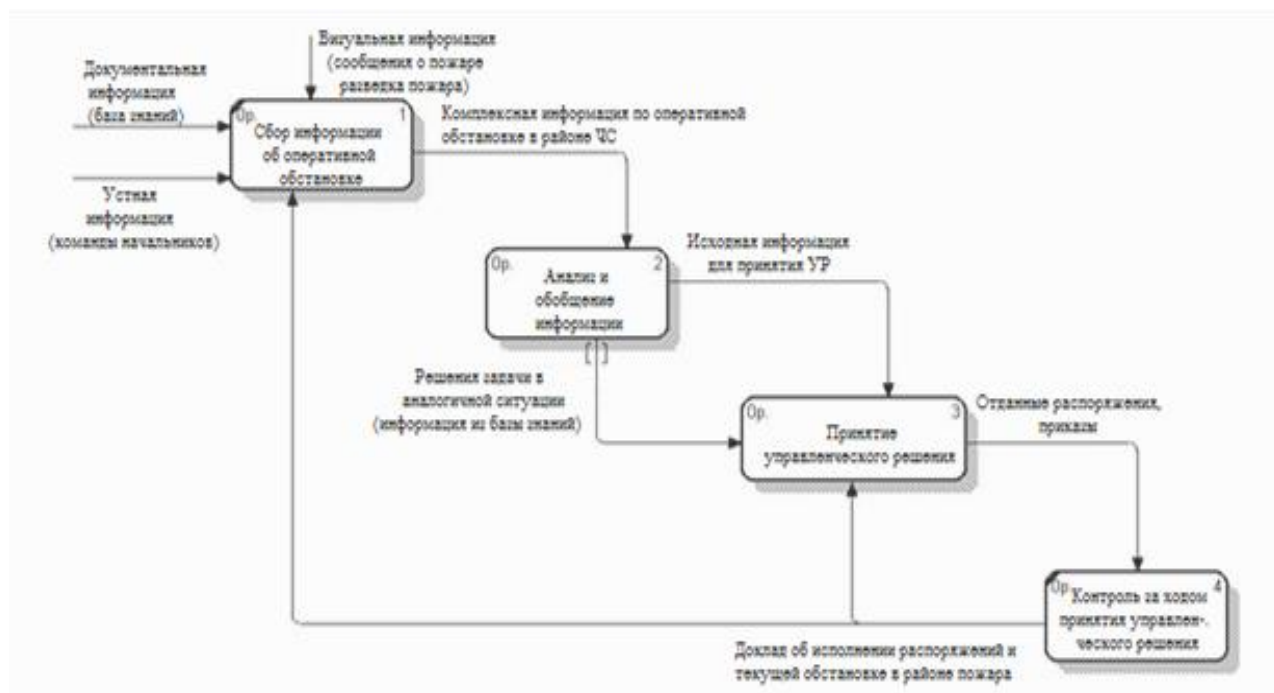 Визуальная информация
(сообщения о пожаре
разведка пожара)
Документальная
информация
(база знаний)
Устная
информация
(команды начальников)
0р.
1
Сбор информации
об оперативной
обстановке
Комплексная информация по оперативной
обстановке в районе ЧС
0р.
2
Анализ и
обобщение
информации
Исходная информация
для принятия УР
Решения задачи в
аналогичной ситуации
(информация из базы знаний)
0р.
3
Принятие
управленческого решения
Отданные распоряжения,
приказы
0р.
4
Контроль за ходом
принятия управлен-.
ческого решения
Доклад об исполнении распоряжений и
текущей обстановке в районе пожара